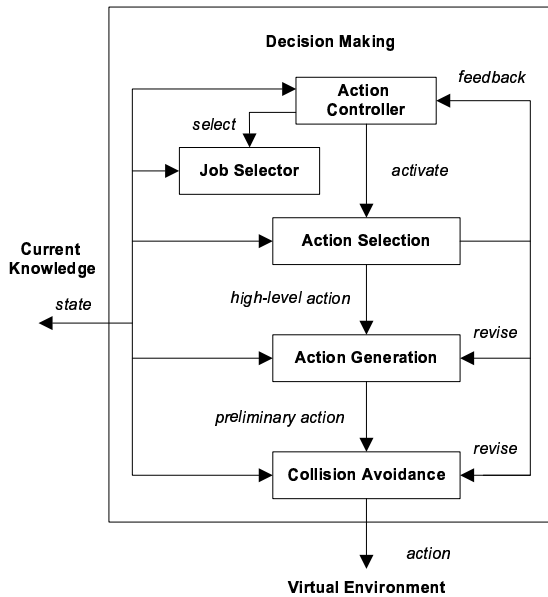 Decision Making
feedback
Action
Controller
select
Job Selector
activate
Action Selection
Current
Knowledge
state
high-level action
Action Generation
revise
preliminary action
Collision Avoidance
revise
action
Virtual Environment